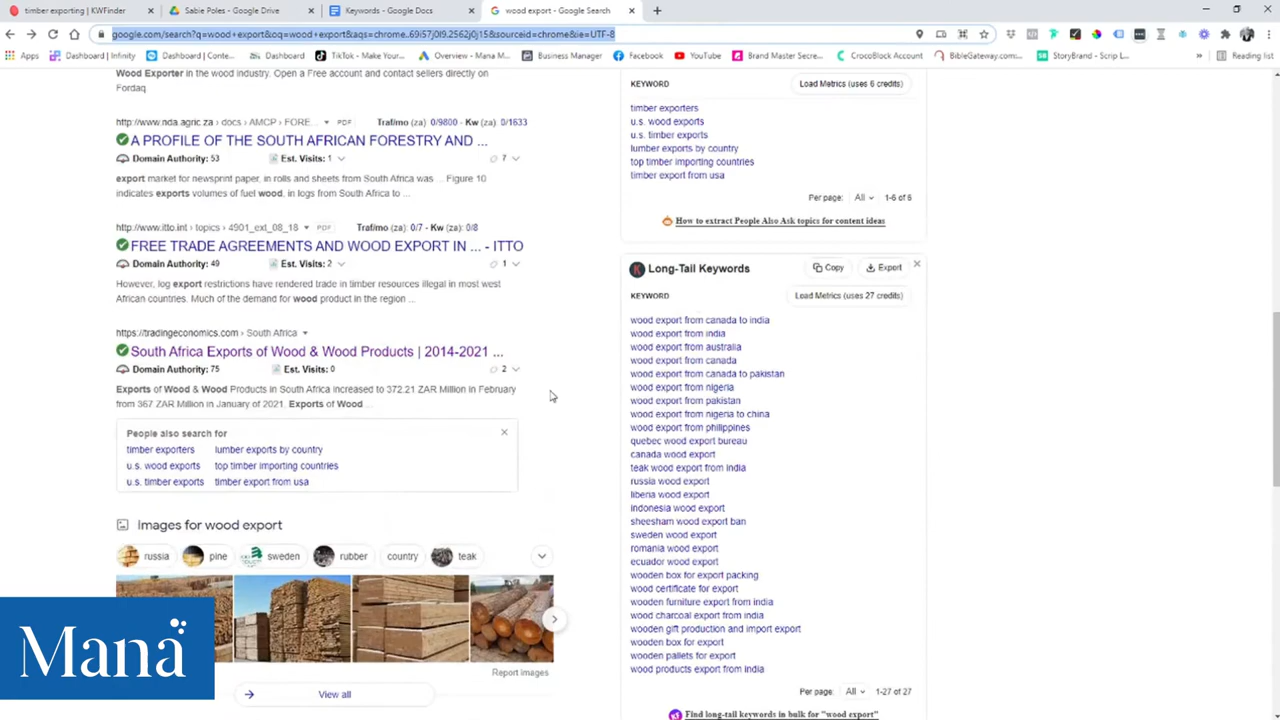 timber exporting | KWFinder
Sabie Poles - Google Drive
Keywords - Google Docs
wood export - Google Search
google.com/search?q=wood+export&oq=wood+export&aqs=chrome..69i57j0l9.2562j0j15&sourceid=chrome&ie=UTF-8
Apps
Dashboard | Infinity
Dashboard | Conte...
Dashboard
TikTok - Make Your...
Overview - Mana M...
Business Manager
Facebook
YouTube
Brand Master Secre...
CrocoBlock Account
BibleGateway.com...
StoryBrand - Scrip L...
Reading list
Wood Exporter in the wood industry. Open a Free account and contact sellers directly on
Fordaq
http://www.nda.agric.za › docs › AMCP › FORE... PDF Traf/mo (za): 0/9800 - Kw (za): 0/1633
A PROFILE OF THE SOUTH AFRICAN FORESTRY AND ...
Domain Authority: 53 Est. Visits: 1 7
export market for newsprint paper, in rolls and sheets from South Africa was ... Figure 10
indicates exports volumes of fuel wood, in logs from South Africa to ...
http://www.itto.int › topics › 4901_ext_08_18 PDF Traf/mo (za): 0/7 - Kw (za): 0/8
FREE TRADE AGREEMENTS AND WOOD EXPORT IN ... - ITTO
Domain Authority: 49 Est. Visits: 2 1
However, log export restrictions have rendered trade in timber resources illegal in most west
African countries. Much of the demand for wood product in the region ...
https://tradingeconomics.com › South Africa
South Africa Exports of Wood & Wood Products | 2014-2021 ...
Domain Authority: 75 Est. Visits: 0 2
Exports of Wood & Wood Products in South Africa increased to 372.21 ZAR Million in February
from 367 ZAR Million in January of 2021. Exports of Wood ...
People also search for
timber exporters lumber exports by country
u.s. wood exports top timber importing countries
u.s. timber exports timber export from usa
Images for wood export
russia pine sweden rubber country teak
Report images
View all
Manä
KEYWORD Load Metrics (uses 6 credits)
timber exporters
u.s. wood exports
u.s. timber exports
lumber exports by country
top timber importing countries
timber export from usa
Per page: All 1-6 of 6
How to extract People Also Ask topics for content ideas
Long-Tail Keywords Copy Export
KEYWORD Load Metrics (uses 27 credits)
wood export from canada to india
wood export from india
wood export from australia
wood export from canada
wood export from canada to pakistan
wood export from nigeria
wood export from pakistan
wood export from nigeria to china
wood export from philippines
quebec wood export bureau
canada wood export
teak wood export from india
russia wood export
liberia wood export
indonesia wood export
sheesham wood export ban
sweden wood export
romania wood export
ecuador wood export
wooden box for export packing
wood certificate for export
wooden furniture export from india
wood charcoal export from india
wooden gift production and import export
wooden box for export
wooden pallets for export
wood products export from india
Per page: All 1-27 of 27
Find long-tail keywords in bulk for "wood export"